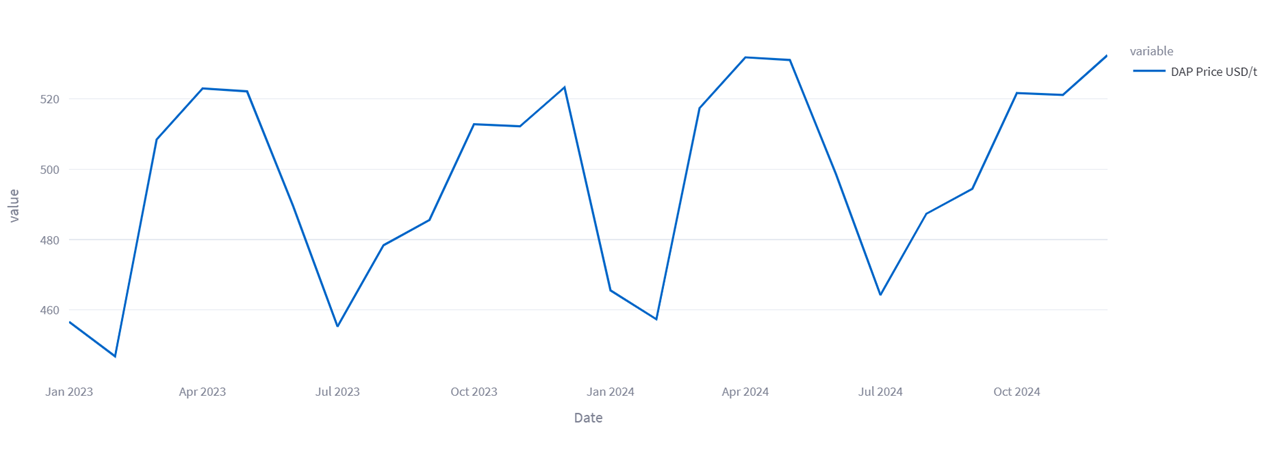 variable
DAP Price USD/t
520
500
480
460
value
Jan 2023
Apr 2023
Jul 2023
Oct 2023
Jan 2024
Apr 2024
Jul 2024
Oct 2024
Date